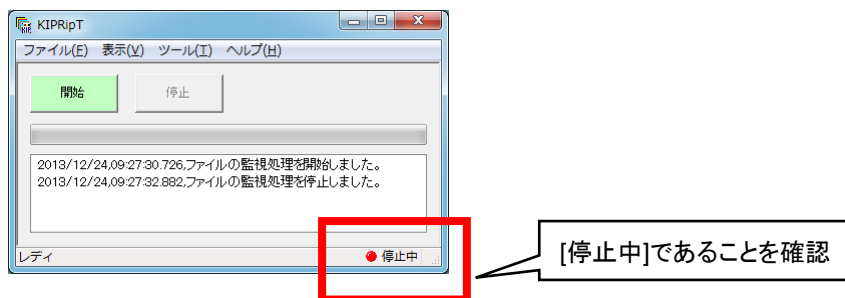 KIPRipT
ファイル(F) 表示(V) ツール(T) ヘルプ(H)
開始 停止
2013/12/24,09:27:30.726,ファイルの監視処理を開始しました。
2013/12/24,09:27:32.882,ファイルの監視処理を停止しました。
レディ 停止中
[停止中]であることを確認